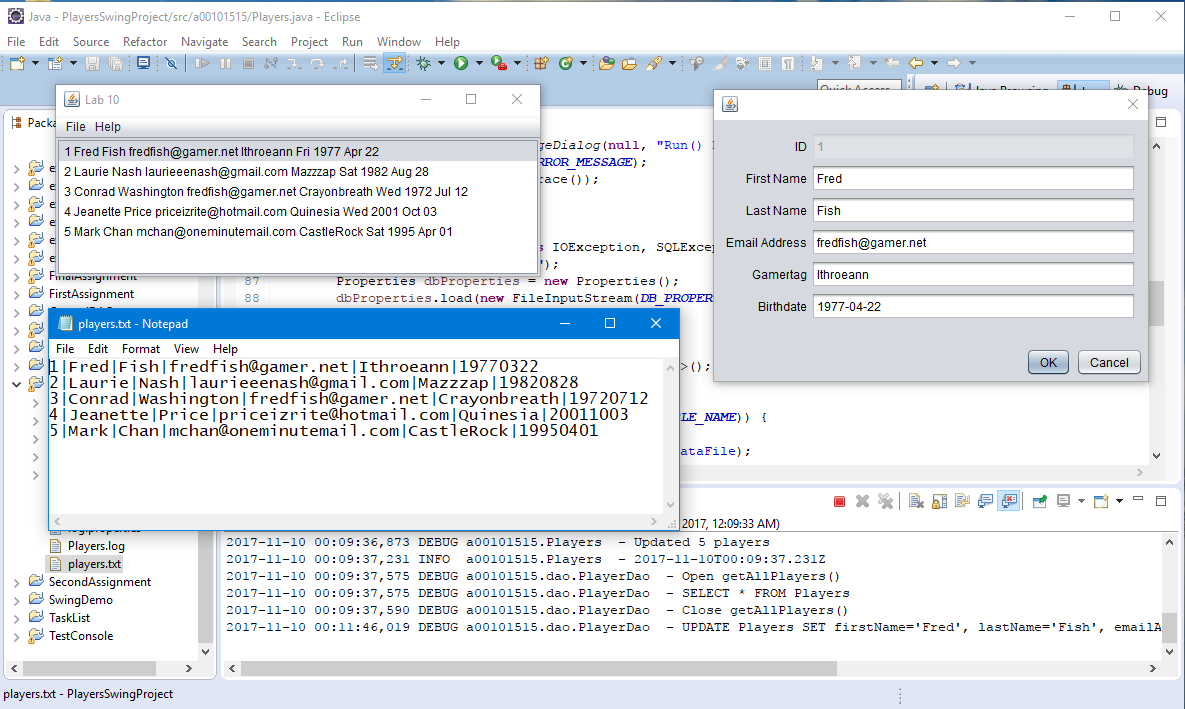 Java - PlayersSwingProject/src/a00101515/Players.java - Eclipse
File Edit Source Refactor Navigate Search Project Run Window Help
Quick Access
Debug
Lab 10
File Help
1 Fred Fish fredfish@gamer.net Ithroeann Fri 1977 Apr 22
2 Laurie Nash laurieeenash@gmail.com Mazzzap Sat 1982 Aug 28
3 Conrad Washington fredfish@gamer.net Crayonbreath Wed 1972 Jul 12
4 Jeanette Price priceizrite@hotmail.com Quinesia Wed 2001 Oct 03
5 Mark Chan mchan@oneminutemail.com CastleRock Sat 1995 Apr 01
ID 1
First Name Fred
Last Name Fish
Email Address fredfish@gamer.net
Gamertag Ithroeann
Birthdate 1977-04-22
OK Cancel
Packa
geDialog(null, "Run()
RROR_MESSAGE);
race());
s IOException, SQLExcep
");
87 Properties dbProperties = new Properties();
88 dbProperties.load(new FileInputStream(DB_PROPER
>();
LE_NAME)) {
ataFile);
FinalAssignment
FirstAssignment
players.txt - Notepad
File Edit Format View Help
1|Fred|Fish|fredfish@gamer.net|Ithroeann|19770322
2|Laurie|Nash|laurieeenash@gmail.com|Mazzzap|19820828
3|Conrad|Washington|fredfish@gamer.net|Crayonbreath|19720712
4|Jeanette|Price|priceizrite@hotmail.com|Quinesia|20011003
5|Mark|Chan|mchan@oneminutemail.com|CastleRock|19950401
Players.log
players.txt
SecondAssignment
SwingDemo
TaskList
TestConsole
2017, 12:09:33 AM)
2017-11-10 00:09:36,873 DEBUG a00101515.Players - Updated 5 players
2017-11-10 00:09:37,231 INFO a00101515.Players - 2017-11-10T00:09:37.231Z
2017-11-10 00:09:37,575 DEBUG a00101515.dao.PlayerDao - Open getAllPlayers()
2017-11-10 00:09:37,575 DEBUG a00101515.dao.PlayerDao - SELECT * FROM Players
2017-11-10 00:09:37,590 DEBUG a00101515.dao.PlayerDao - Close getAllPlayers()
2017-11-10 00:11:46,019 DEBUG a00101515.dao.PlayerDao - UPDATE Players SET firstName='Fred', lastName='Fish', emailA
players.txt - PlayersSwingProject